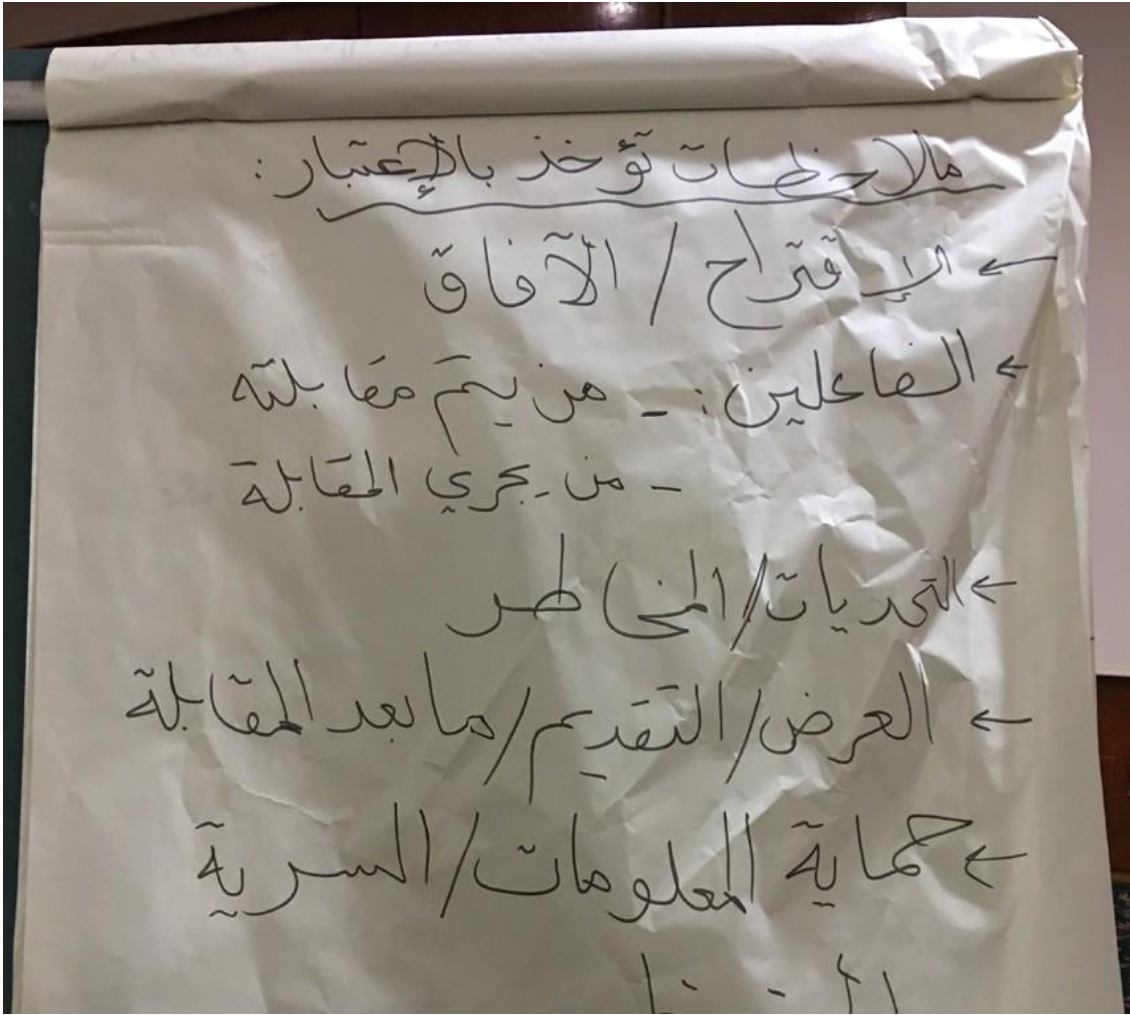 ملاحظات تؤخذ بالإعتبار:
← الإقتراح / الآفاق
← الفاعلين: - من يتم مقابلته
- من يجري المقابلة
← التحديات/المخاطر
← العرض/التقديم/ما بعد المقابلة
← حماية المعلومات/السرية